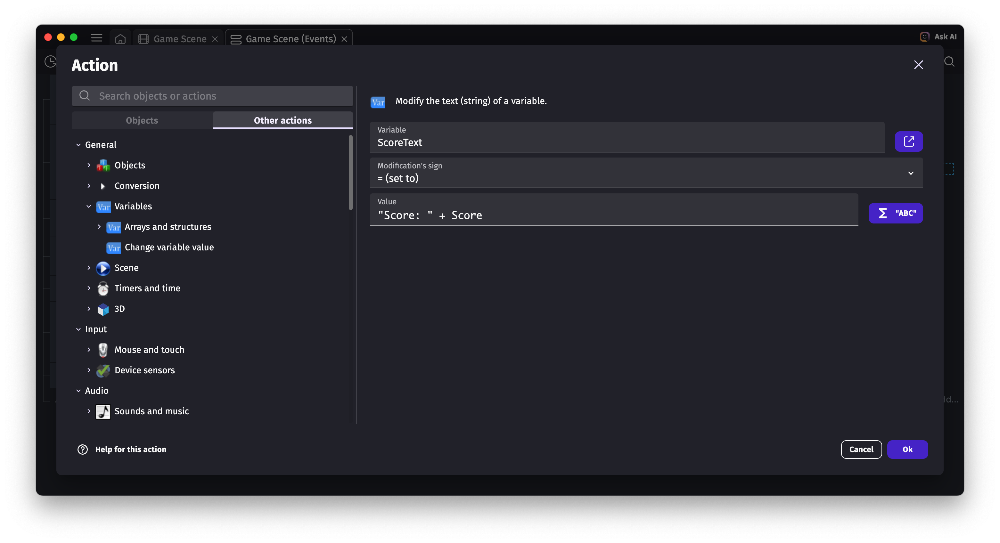 Game Scene
Game Scene (Events)
Ask AI
Action
Search objects or actions
Objects
Other actions
General
Objects
Conversion
Var Variables
Var Arrays and structures
Var Change variable value
Scene
Timers and time
3D
Input
Mouse and touch
Device sensors
Audio
Sounds and music
Var Modify the text (string) of a variable.
Variable
ScoreText
Modification's sign
= (set to)
Value
"Score: " + Score
Σ "ABC"
dd...
Help for this action
Cancel
Ok